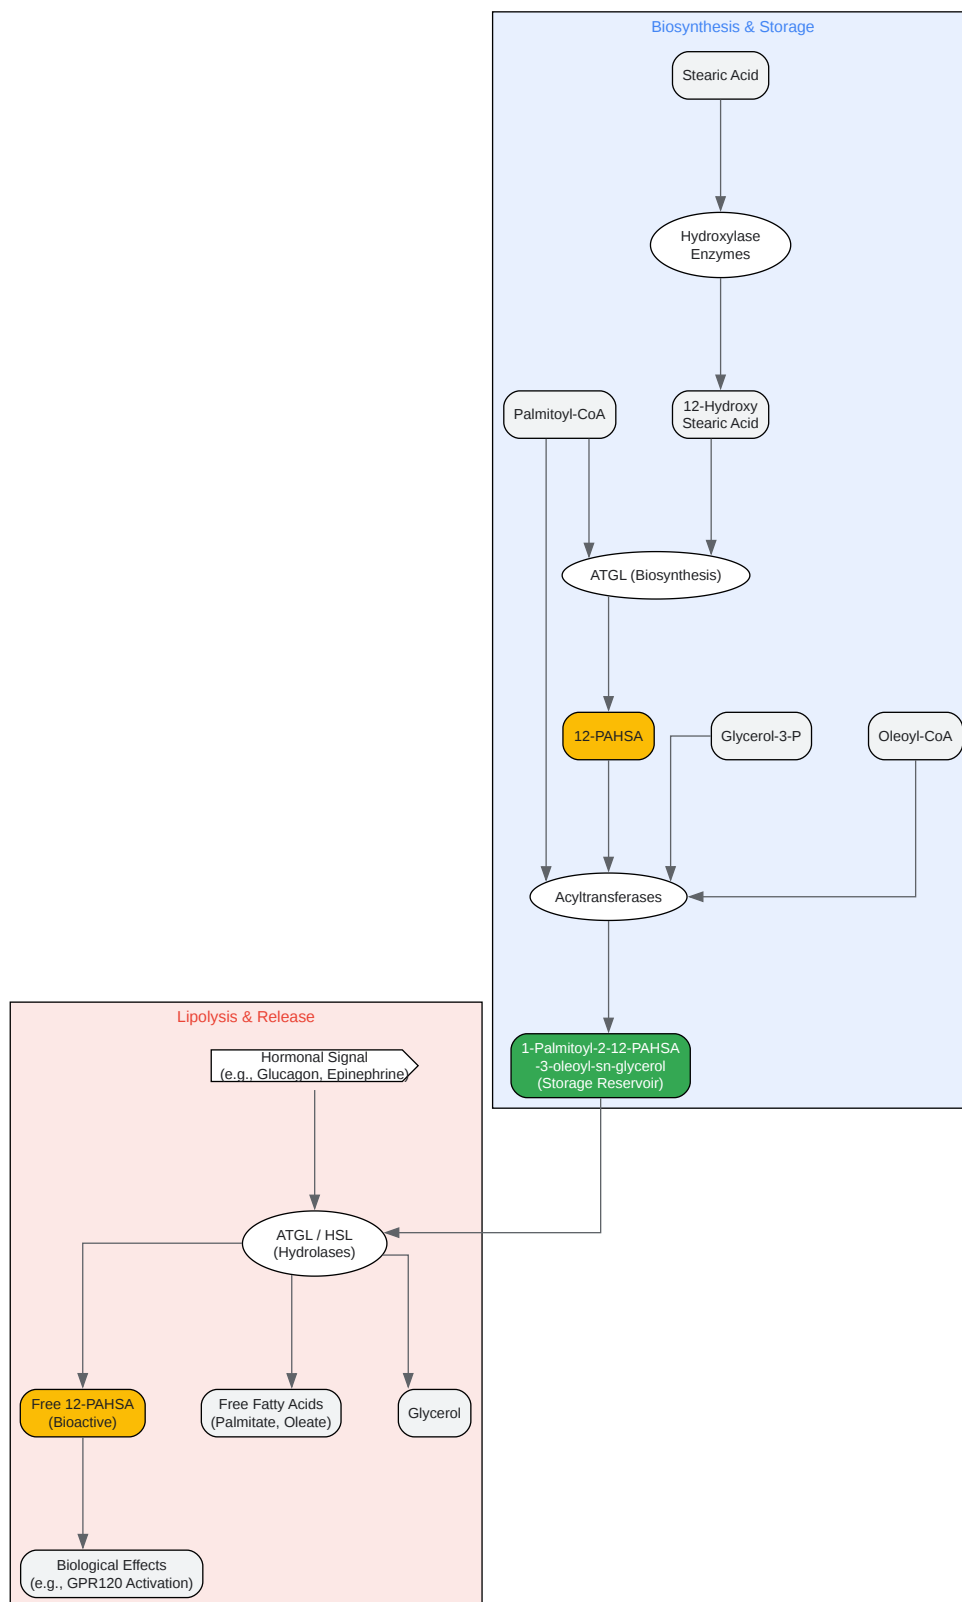 Biosynthesis & Storage
Stearic Acid
Hydroxylase
Enzymes
Palmitoyl-CoA
12-Hydroxy
Stearic Acid
ATGL (Biosynthesis)
12-PAHSA
Glycerol-3-P
Oleoyl-CoA
Acyltransferases
1-Palmitoyl-2-12-PAHSA
-3-oleoyl-sn-glycerol
(Storage Reservoir)
Lipolysis & Release
Hormonal Signal
(e.g., Glucagon, Epinephrine)
ATGL / HSL
(Hydrolases)
Free 12-PAHSA
(Bioactive)
Free Fatty Acids
(Palmitate, Oleate)
Glycerol
Biological Effects
(e.g., GPR120 Activation)